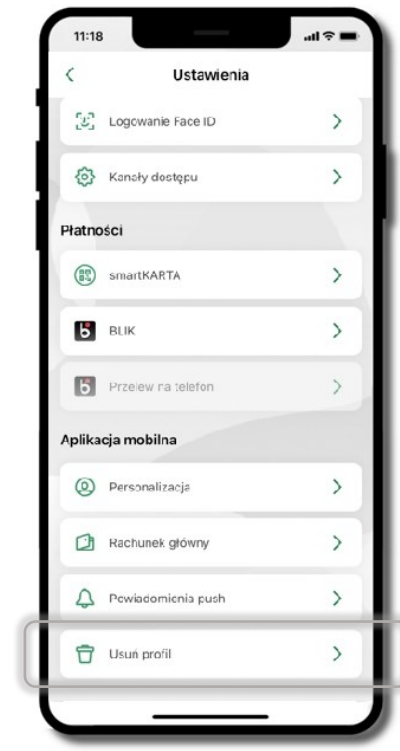 11:18
Ustawienia
Logowanie Face ID
Kanały dostępu
Płatności
smartKARTA
BLIK
Przelew na telefon
Aplikacja mobilna
Personalizacja
Rachunek główny
Powiadomienia push
Usuń profil